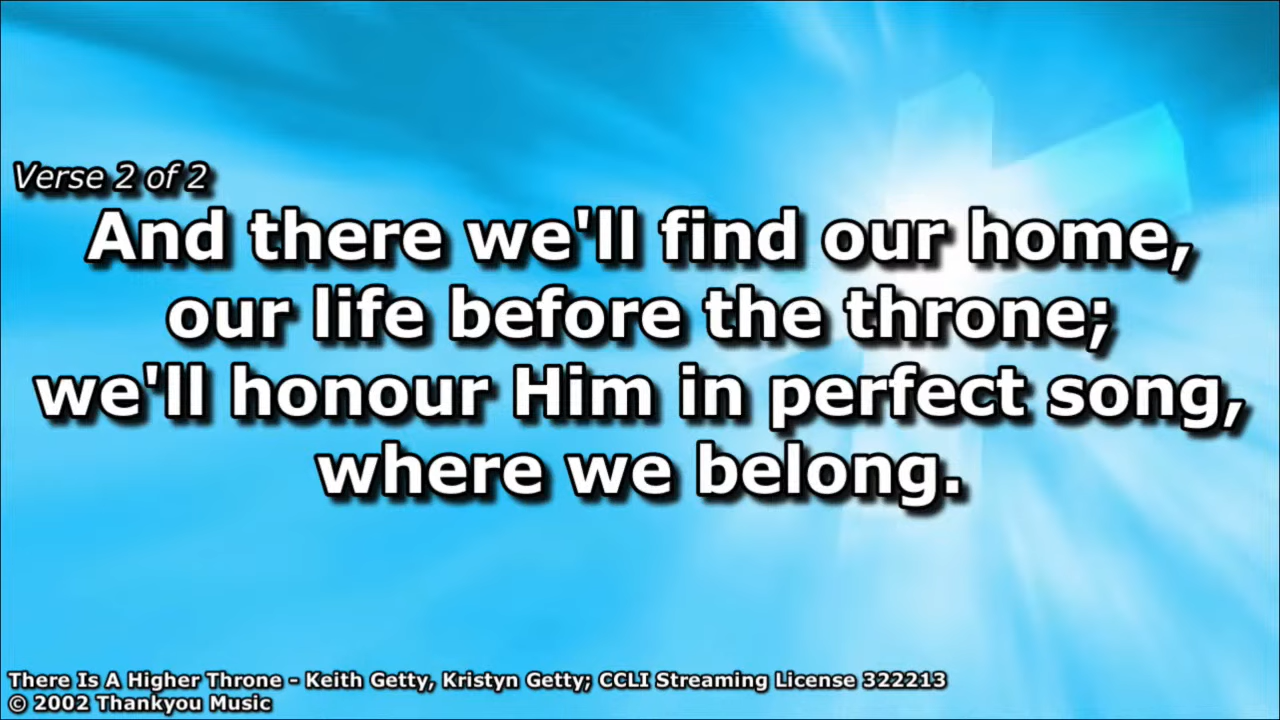 Verse 2 of 2
And there we'll find our home,
our life before the throne;
we'll honour Him in perfect song,
where we belong.
There Is A Higher Throne - Keith Getty, Kristyn Getty; CCLI Streaming License 322213
© 2002 Thankyou Music